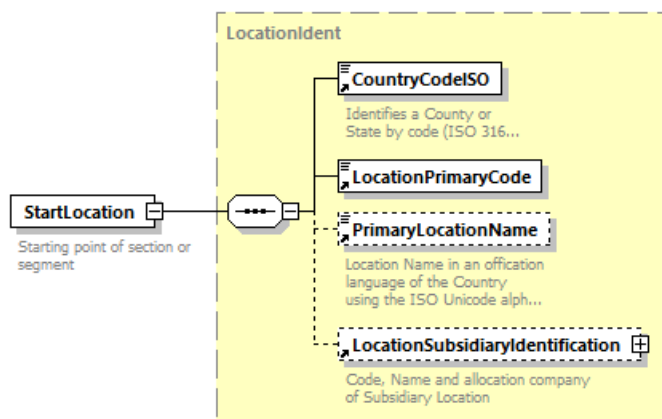 LocationIdent
CountryCodeISO
Identifies a County or
State by code (ISO 316...
LocationPrimaryCode
StartLocation
Starting point of section or
segment
PrimaryLocationName
Location Name in an offication
language of the Country
using the ISO Unicode alph...
LocationSubsidiaryIdentification
Code, Name and allocation company
of Subsidiary Location